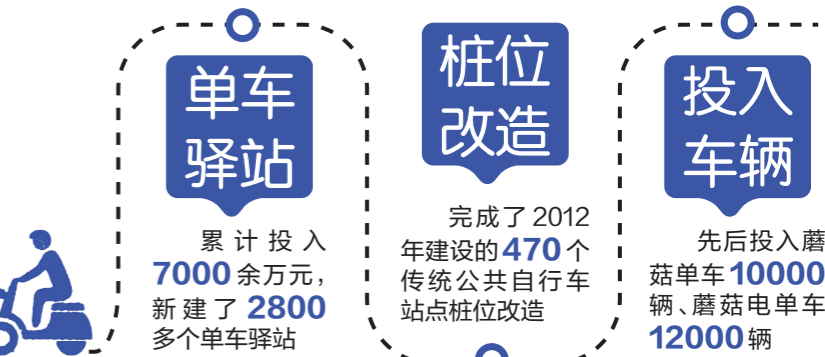 单车
驿站
累计投入
7000余万元，
新建了2800
多个单车驿站
桩位
改造
完成了2012
年建设的470个
传统公共自行车
站点桩位改造
投入
车辆
先后投入蘑
菇单车10000
辆、蘑菇电单车
12000辆